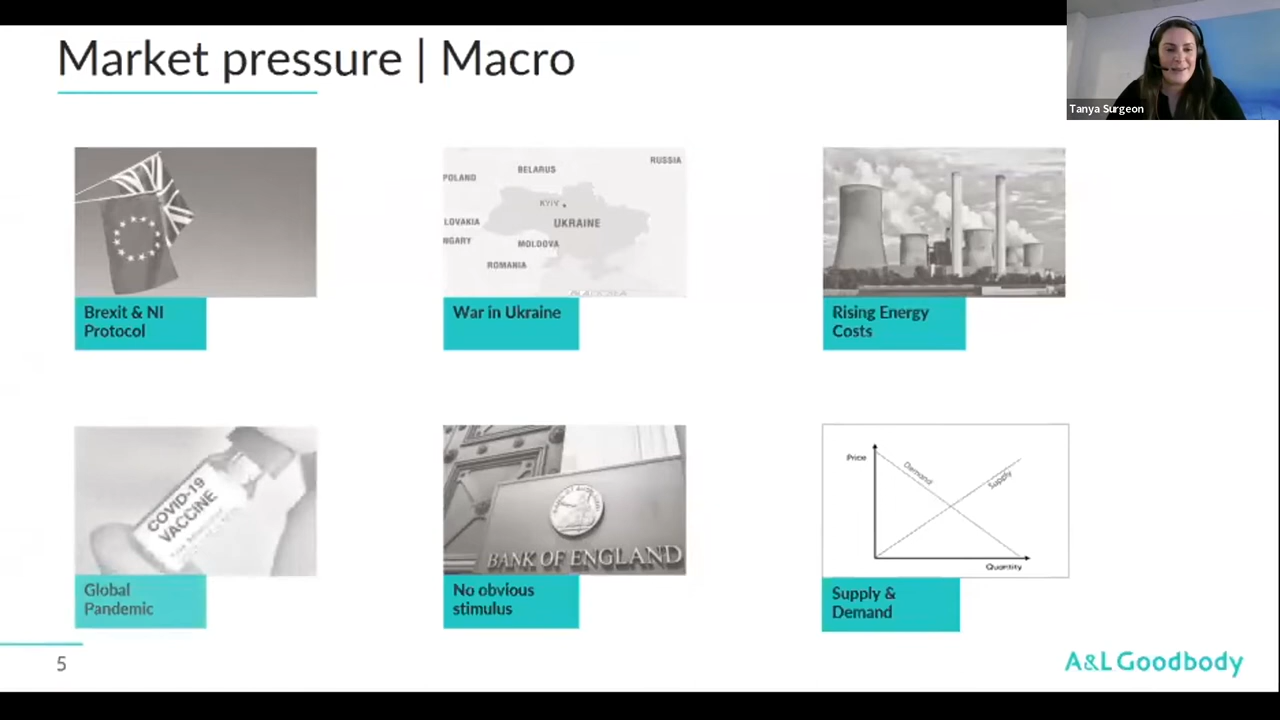 Market pressure | Macro
Tanya Surgeon
POLAND
BELARUS
RUSSIA
KYIV
LOVAKIA
UKRAINE
NGARY
MOLDOVA
ROMANIA
Brexit & NI
Protocol
War in Ukraine
Rising Energy
Costs
COVID-19
VACCINE
BANK OF ENGLAND
Price
Demand
Supply
Quantity
Global
Pandemic
No obvious
stimulus
Supply &
Demand
5
A&L Goodbody